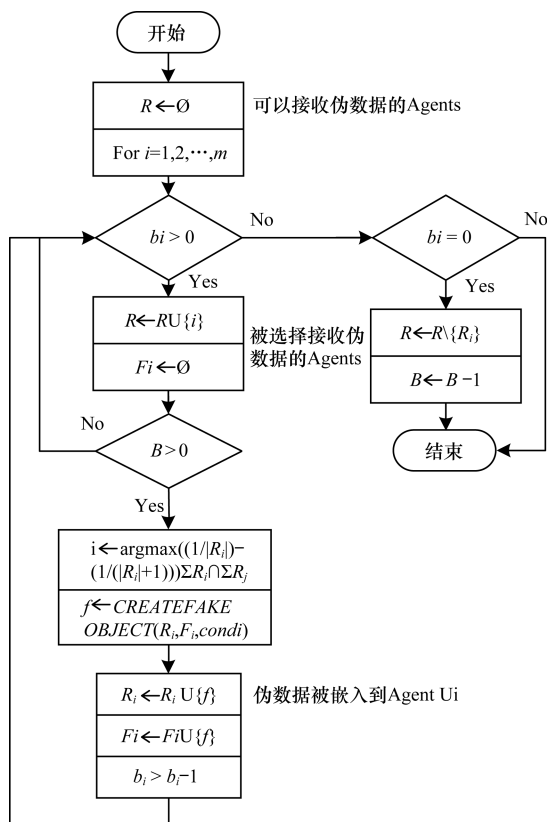 开始
R←Ø
可以接收伪数据的Agents
For i=1,2,⋯,m
bi > 0
No
bi = 0
No
Yes
Yes
R←RU{i}
被选择接收伪
数据的Agents
Fi←Ø
R←R\{Ri}
B←B−1
No
B>0
结束
Yes
i←argmax((1/|Ri|)−
(1/(|Ri|+1)))ΣRi∩ΣRj
f←CREATEFAKE
OBJECT(Ri,Fi,condi)
Ri←Ri U{f}
伪数据被嵌入到Agent Ui
Fi←FiU{f}
bi > bi−1